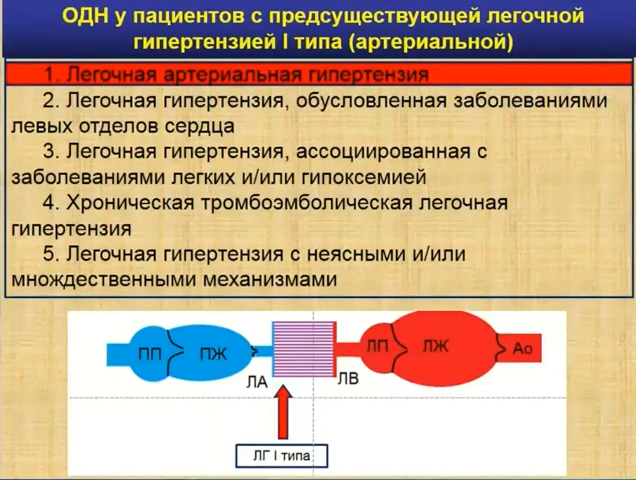 ОДН у пациентов с предсуществующей легочной
гипертензией I типа (артериальной)
1. Легочная артериальная гипертензия
2. Легочная гипертензия, обусловленная заболеваниями
левых отделов сердца
3. Легочная гипертензия, ассоциированная с
заболеваниями легких и/или гипоксемией
4. Хроническая тромбоэмболическая легочная
гипертензия
5. Легочная гипертензия с неясными и/или
множдественными механизмами
ПП ПЖ ЛП ЛЖ Ао
ЛА ЛВ
ЛГ I типа